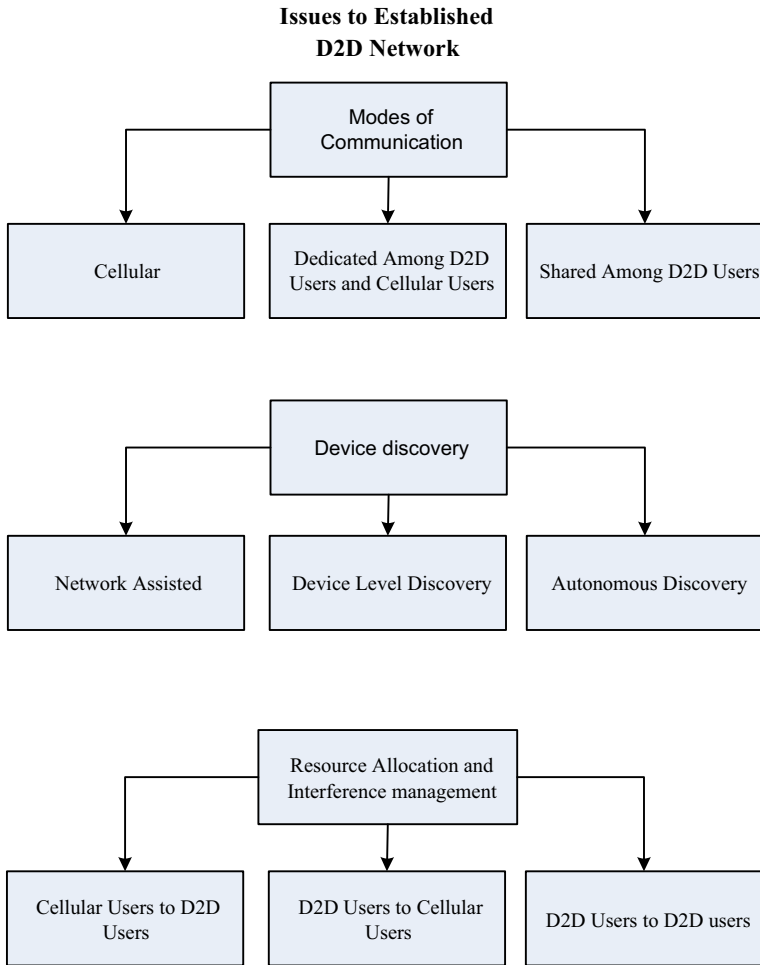 Issues to Established
D2D Network
Modes of
Communication
Cellular
Dedicated Among D2D
Users and Cellular Users
Shared Among D2D Users
Device discovery
Network Assisted
Device Level Discovery
Autonomous Discovery
Resource Allocation and
Interference management
Cellular Users to D2D
Users
D2D Users to Cellular
Users
D2D Users to D2D users